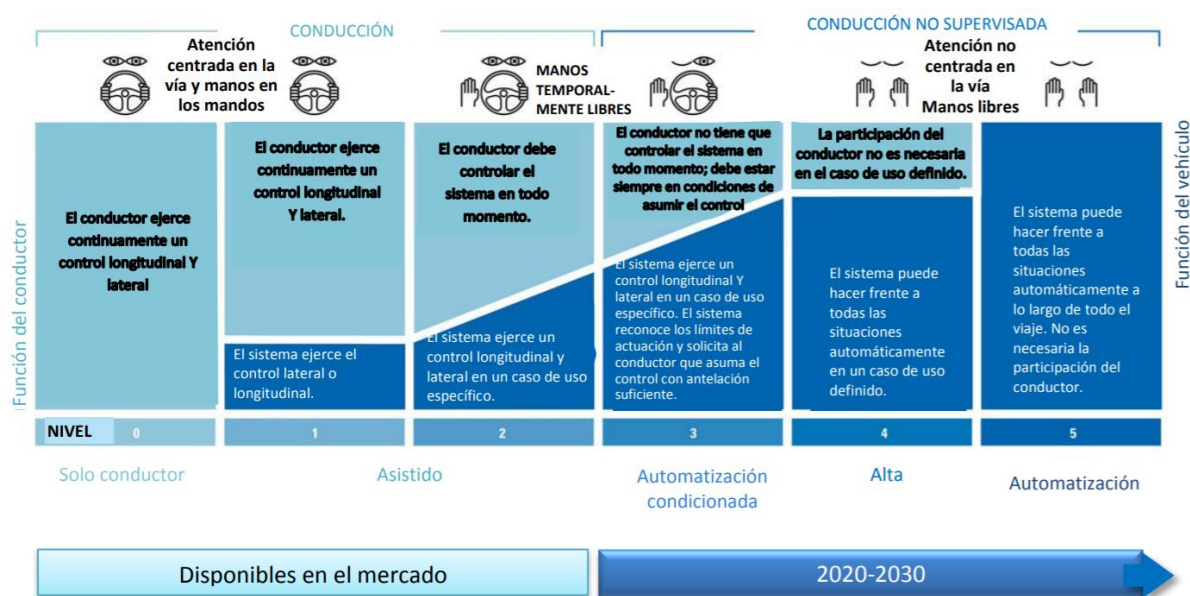 CONDUCCIÓN
CONDUCCIÓN NO SUPERVISADA
Atención
centrada en la
vía y manos en
los mandos
MANOS
TEMPORAL-
MENTE LIBRES
Atención no
centrada en
la vía
Manos libres
Función del conductor
El conductor ejerce
continuamente un
control longitudinal Y
lateral
El conductor ejerce
continuamente un
control longitudinal
Y lateral.
El sistema ejerce el
control lateral o
longitudinal.
El conductor debe
controlar el
sistema en todo
momento.
El sistema ejerce un
control longitudinal y
lateral en un caso de uso
específico.
El conductor no tiene que
controlar el sistema en
todo momento; debe estar
siempre en condiciones de
asumir el control
El sistema ejerce un
control longitudinal Y
lateral en un caso de uso
específico. El sistema
reconoce los límites de
actuación y solicita al
conductor que asuma el
control con antelación
suficiente.
La participación del
conductor no es necesaria
en el caso de uso definido.
El sistema puede
hacer frente a
todas las
situaciones
automáticamente
en un caso de uso
definido.
El sistema puede
hacer frente a
todas las
situaciones
automáticamente a
lo largo de todo el
viaje. No es
necesaria la
participación del
conductor.
Función del vehículo
NIVEL 0 1 2 3 4 5
Solo conductor
Asistido
Automatización
condicionada
Alta
Automatización
Disponibles en el mercado
2020-2030